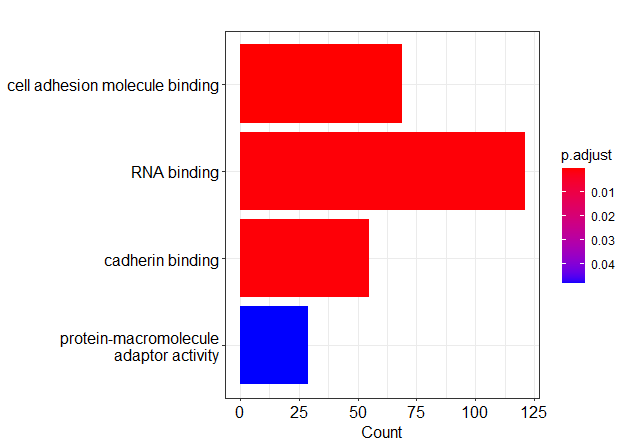 cell adhesion molecule binding
RNA binding
cadherin binding
protein-macromolecule
adaptor activity
0 25 50 75 100 125
Count
p.adjust
0.01
0.02
0.03
0.04